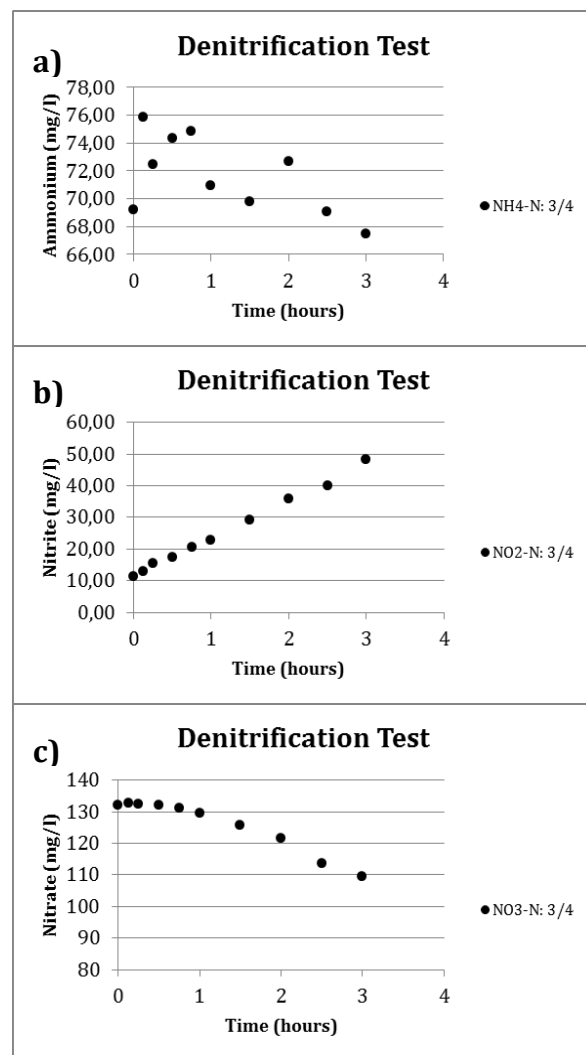 a)
Denitrification Test
Ammonium (mg/l)
78,00
76,00
74,00
72,00
70,00
68,00
66,00
0 1 2 3 4
Time (hours)
NH4-N: 3/4
b)
Denitrification Test
Nitrite (mg/l)
60,00
50,00
40,00
30,00
20,00
10,00
0,00
0 1 2 3 4
Time (hours)
NO2-N: 3/4
c)
Denitrification Test
Nitrate (mg/l)
140
130
120
110
100
90
80
0 1 2 3 4
Time (hours)
NO3-N: 3/4